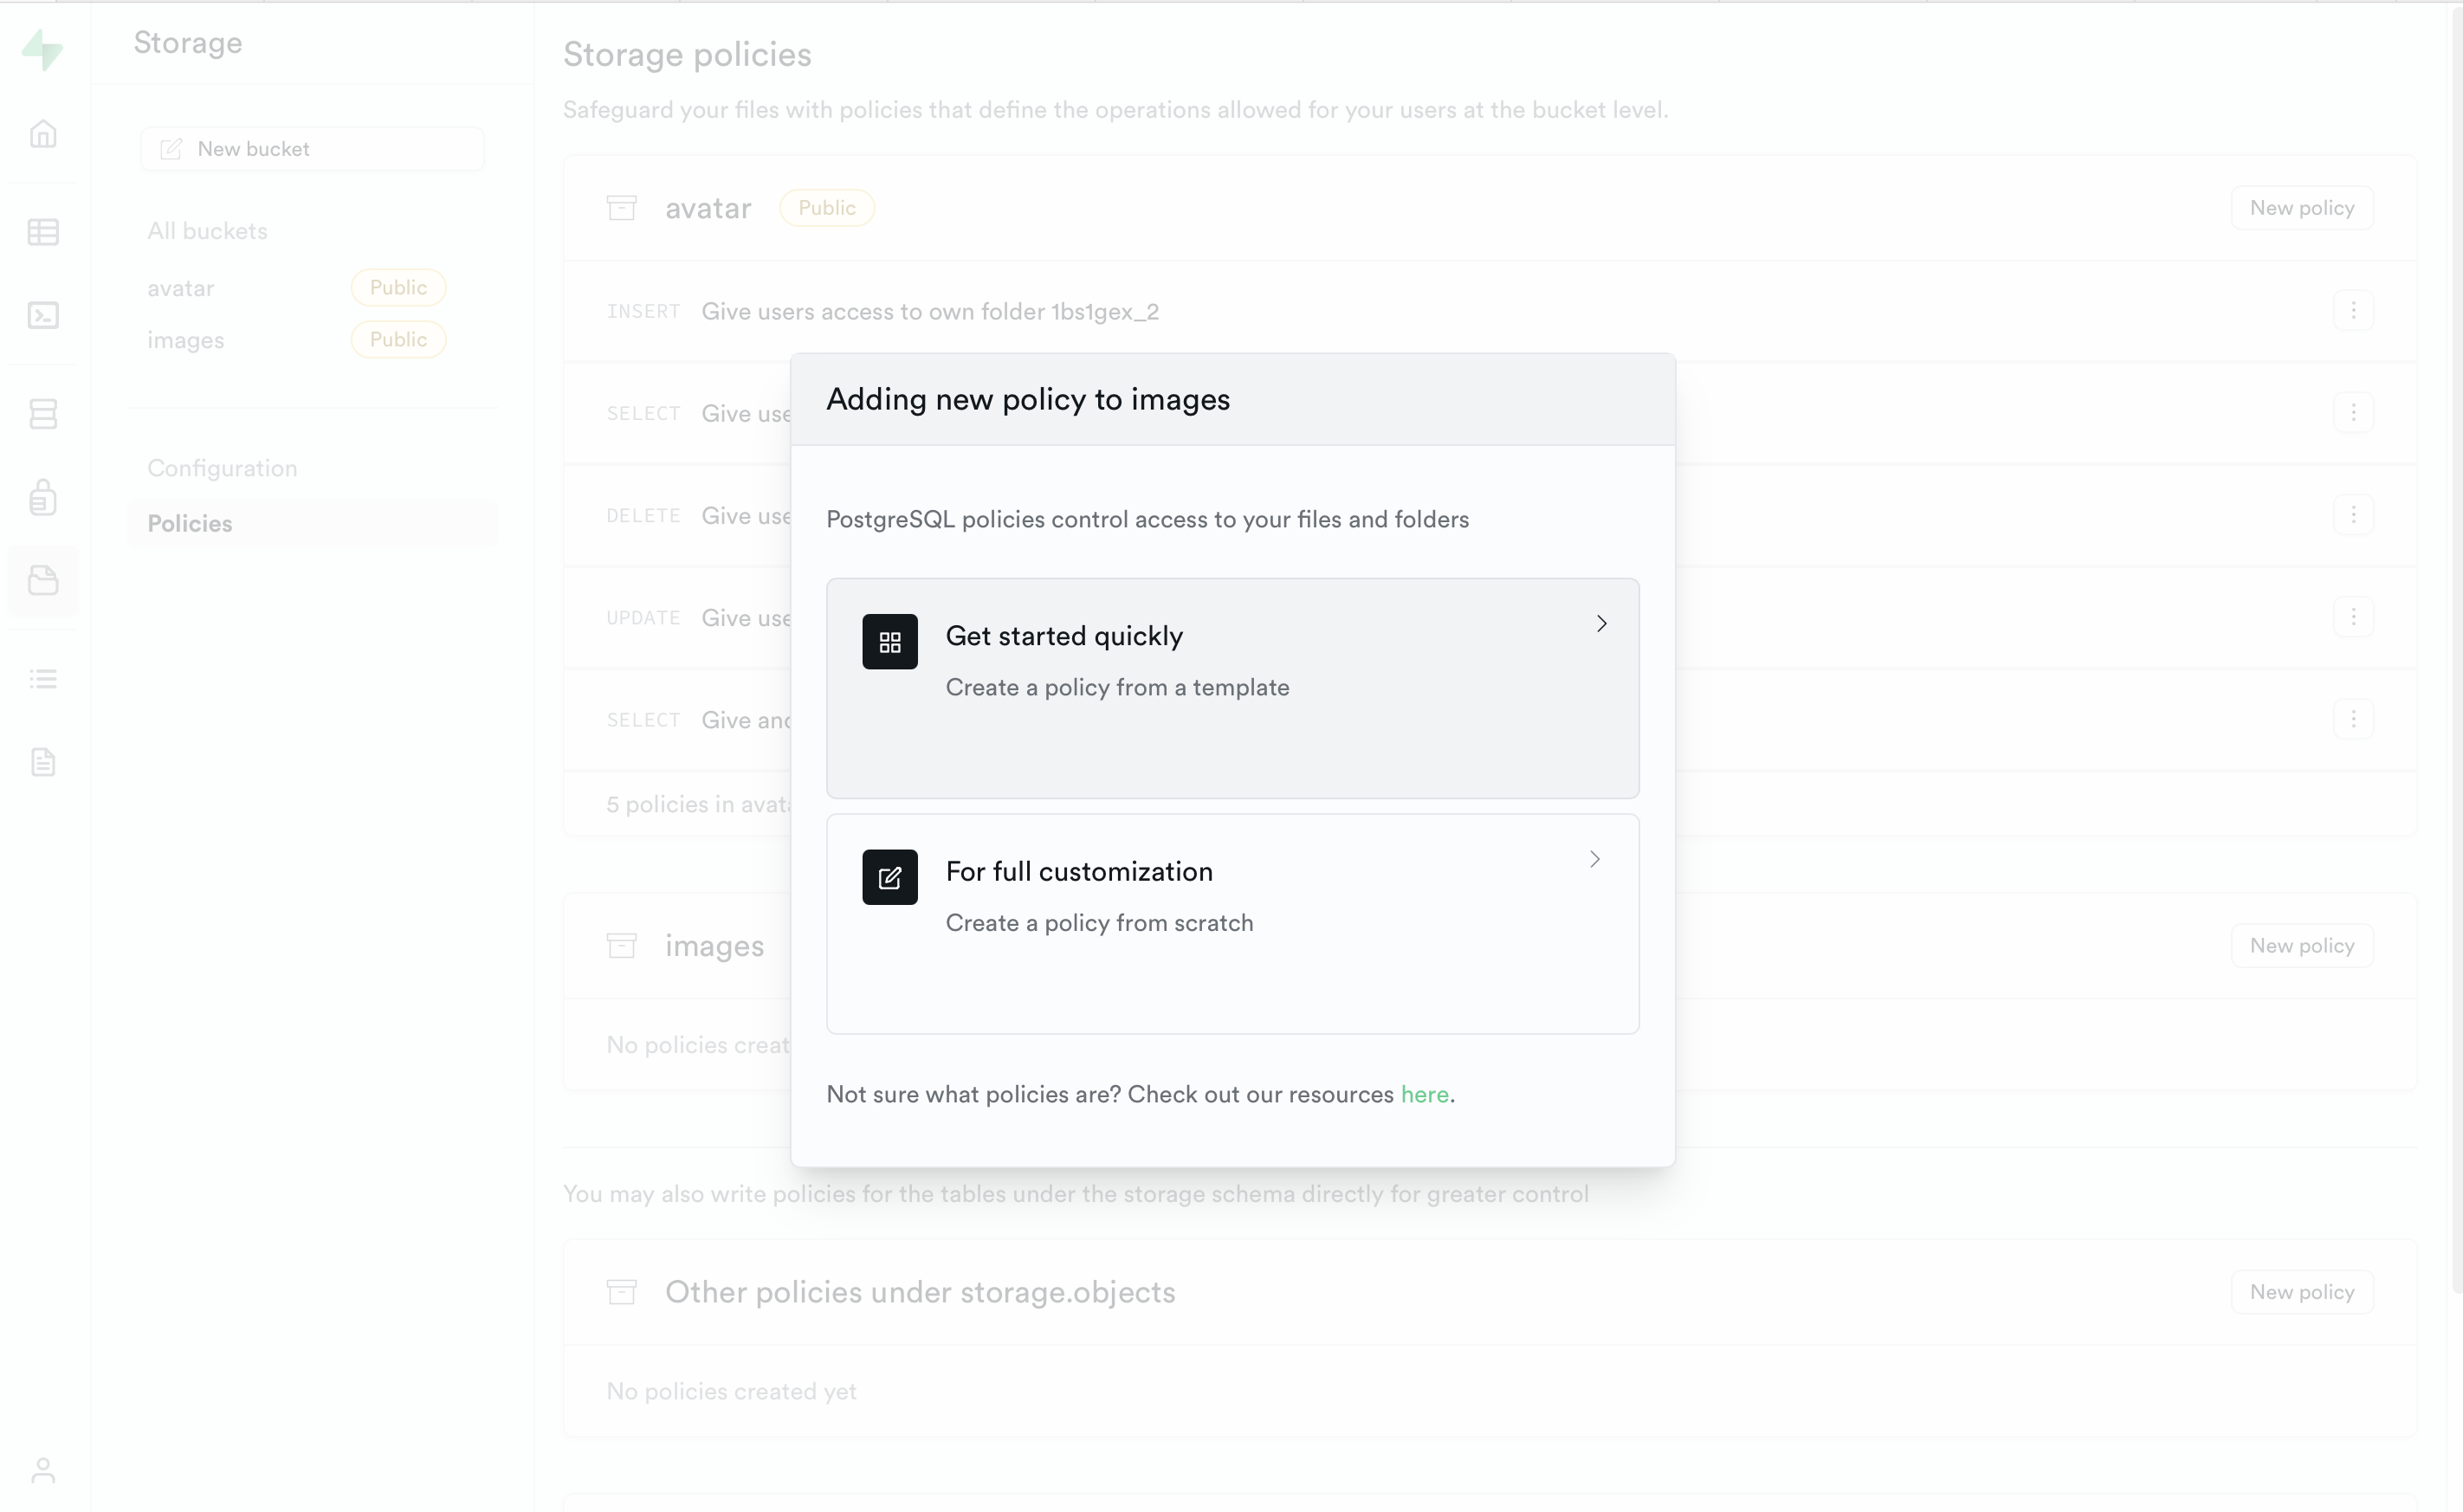 Storage
New bucket
All buckets
avatar Public
images Public
Configuration
Policies
Storage policies
Safeguard your files with policies that define the operations allowed for your users at the bucket level.
avatar Public New policy
INSERT Give users access to own folder 1bs1gex_2
SELECT Give use
DELETE Give use
UPDATE Give use
SELECT Give
5 policies in
images New policy
No policies
You may also write policies for the tables under the storage schema directly for greater control
Other policies under storage.objects New policy
No policies created yet
Adding new policy to images
PostgreSQL policies control access to your files and folders
Get started quickly
Create a policy from a template
For full customization
Create a policy from scratch
Not sure what policies are? Check out our resources here.